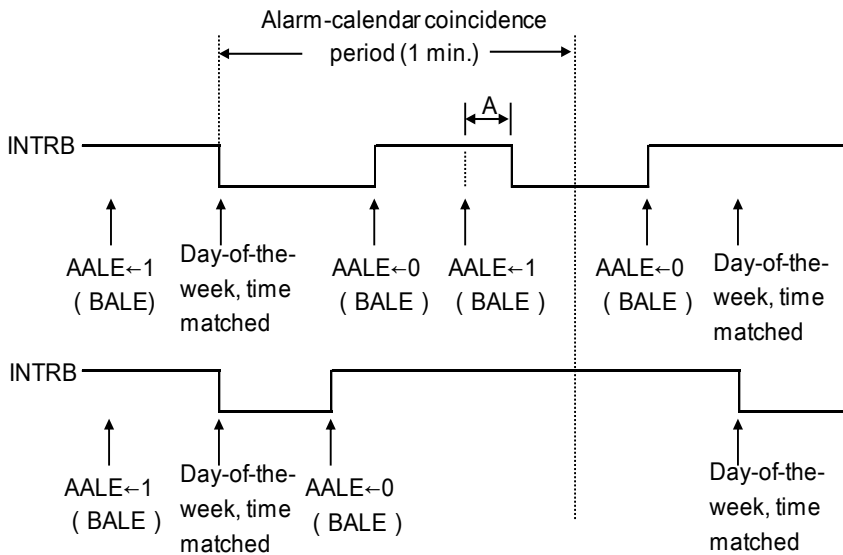 Alarm-calendar coincidence
period (1 min.)
A
INTRB
AALE←1
( BALE)
Day-of-the-
week, time
matched
AALE←0
( BALE )
AALE←1
( BALE )
AALE←0
( BALE )
Day-of-the-
week, time
matched
INTRB
AALE←1
( BALE )
Day-of-the-
week, time
matched
AALE←0
( BALE )
Day-of-the-
week, time
matched